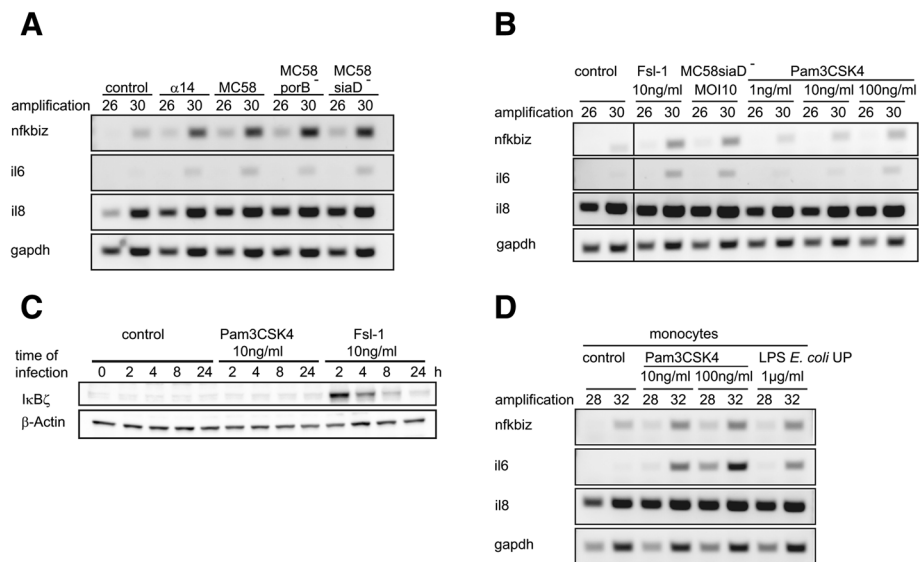 A
control α14 MC58 MC58 porB⁻ MC58 siaD⁻
amplification 26 30 26 30 26 30 26 30 26 30
nfkbiz
il6
il8
gapdh
B
control Fsl-1 10ng/ml MC58siaD⁻ MOI10 Pam3CSK4
1ng/ml 10ng/ml 100ng/ml
amplification 26 30 26 30 26 30 26 30 26 30 26 30
nfkbiz
il6
il8
gapdh
C
control Pam3CSK4 10ng/ml Fsl-1 10ng/ml
time of
infection 0 2 4 8 24 2 4 8 24 2 4 8 24 h
IκBζ
β-Actin
D
monocytes
control Pam3CSK4 LPS E. coli UP
10ng/ml 100ng/ml 1µg/ml
amplification 28 32 28 32 28 32 28 32
nfkbiz
il6
il8
gapdh